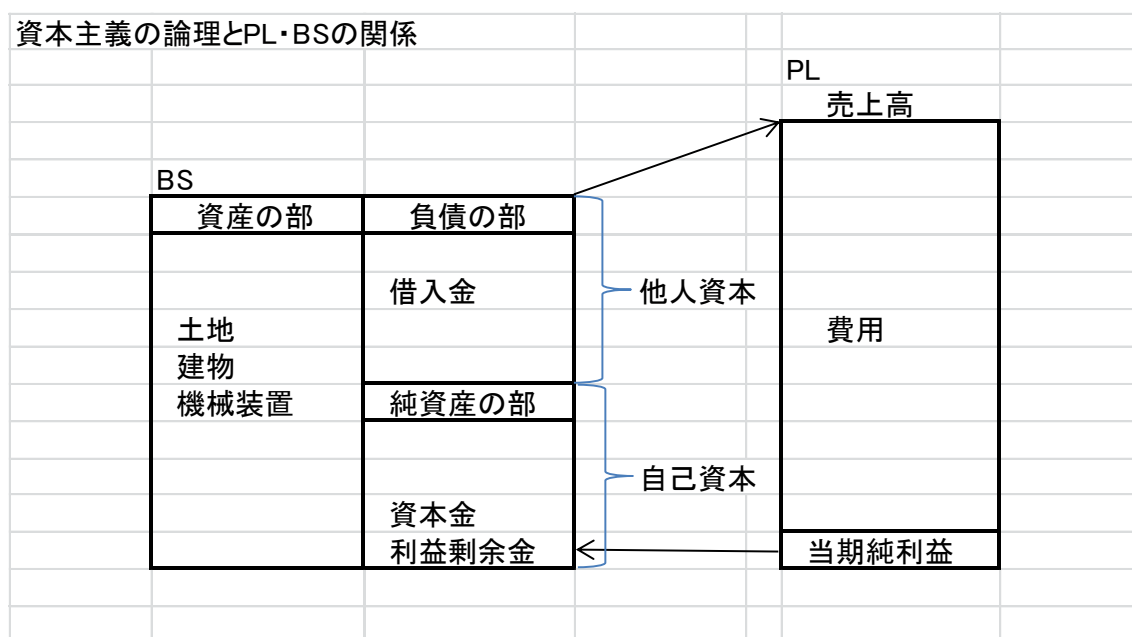 資本主義の論理とPL・BSの関係
PL
売上高
BS
資産の部
負債の部
借入金
他人資本
土地
建物
機械装置
費用
純資産の部
自己資本
資本金
利益剰余金
当期純利益